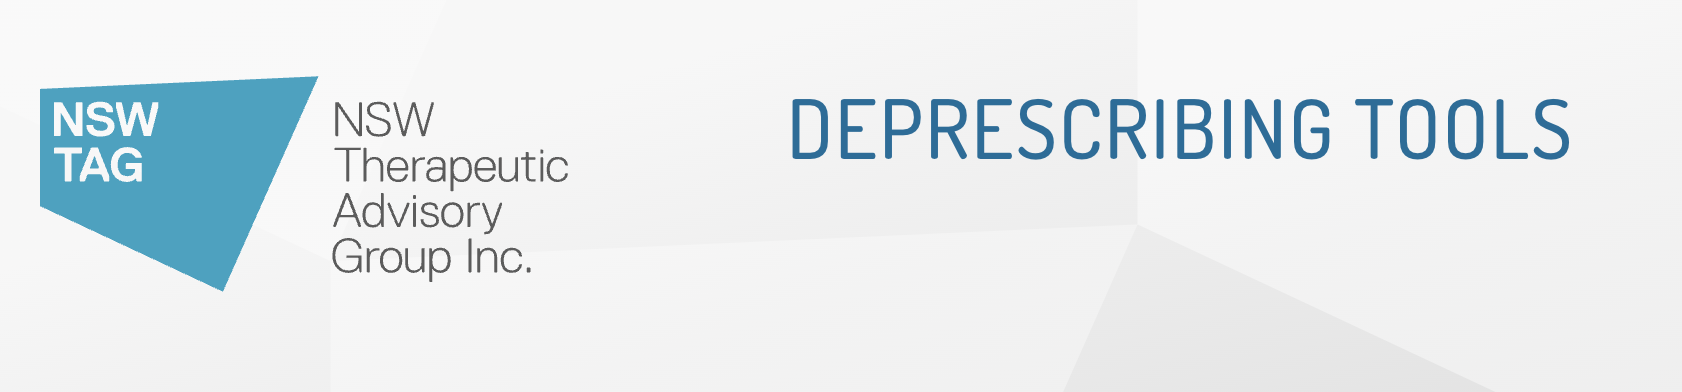 NSW
TAG
NSW
Therapeutic
Advisory
Group Inc.
DEPRESCRIBING TOOLS